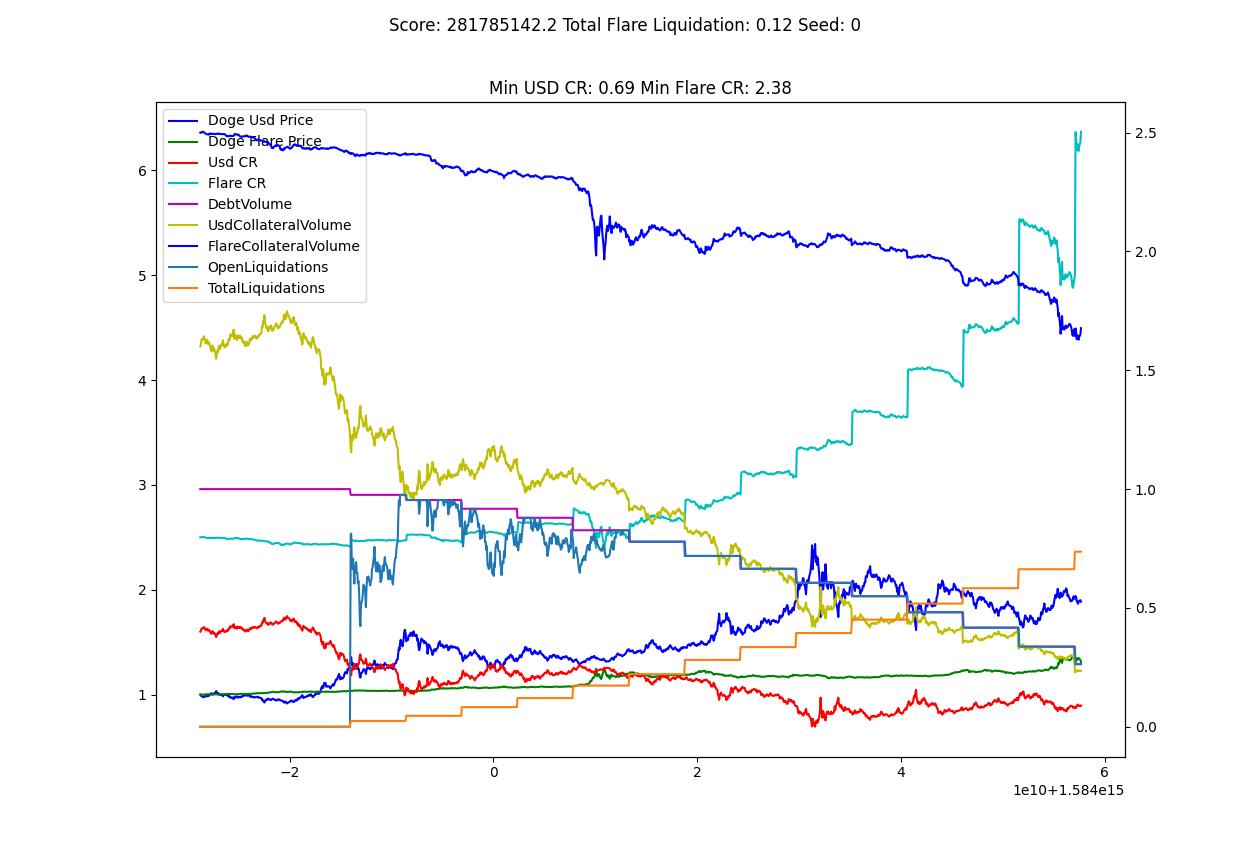 Score: 281785142.2 Total Flare Liquidation: 0.12 Seed: 0
Min USD CR: 0.69 Min Flare CR: 2.38
Doge Usd Price
Doge Flare Price
Usd CR
Flare CR
DebtVolume
UsdCollateralVolume
FlareCollateralVolume
OpenLiquidations
TotalLiquidations
6
5
4
3
2
1
2.5
2.0
1.5
1.0
0.5
0.0
−2
0
2
4
6
1e10+1.584e15